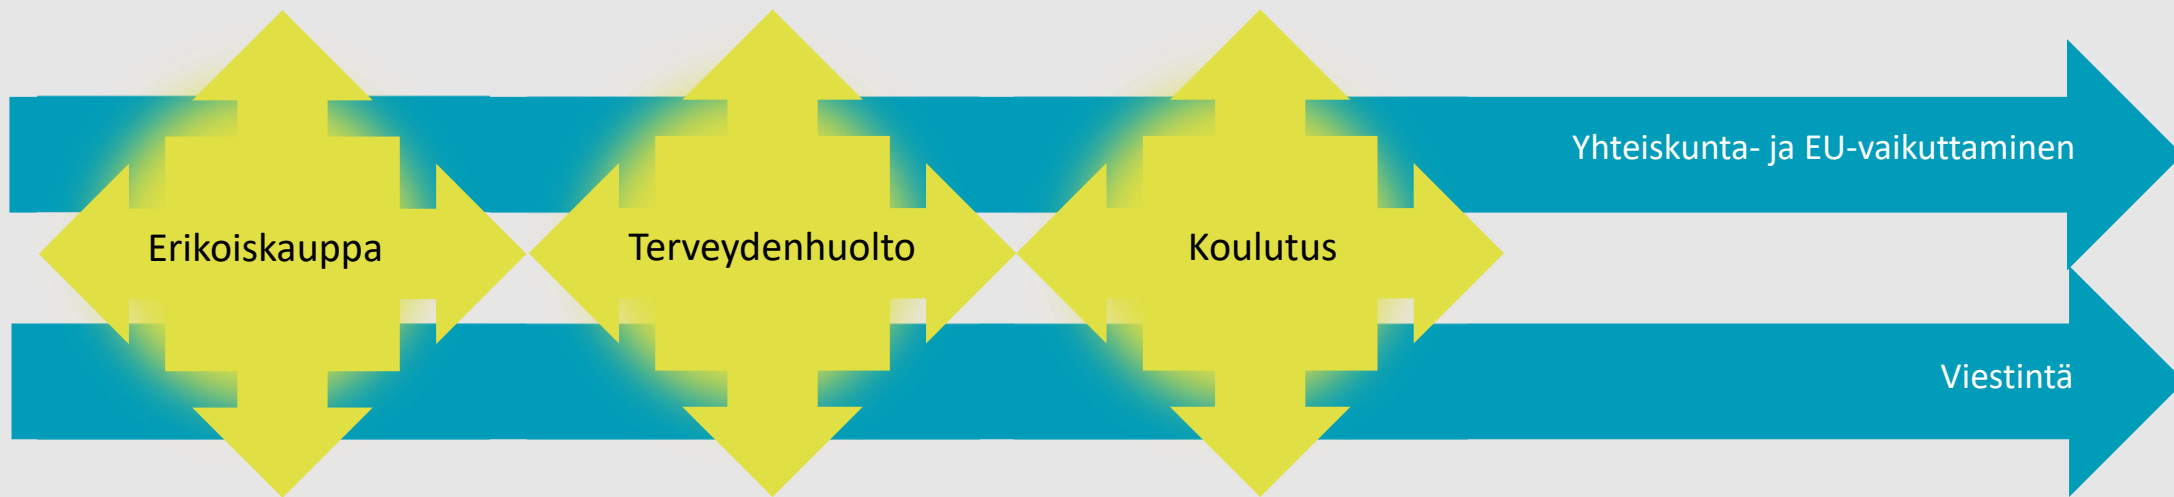 Yhteiskunta- ja EU-vaikuttaminen
Erikoiskauppa
Terveydenhuolto
Koulutus
Viestintä